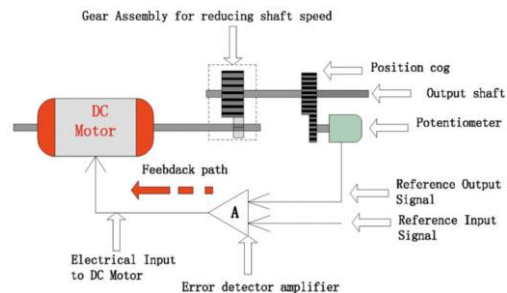 Gear Assembly for reducing shaft speed
Position cog
Output shaft
DC
Motor
Potentiometer
Feebdack path
A
Reference Output
Signal
Reference Input
Signal
Electrical Input
to DC Motor
Error detector amplifier